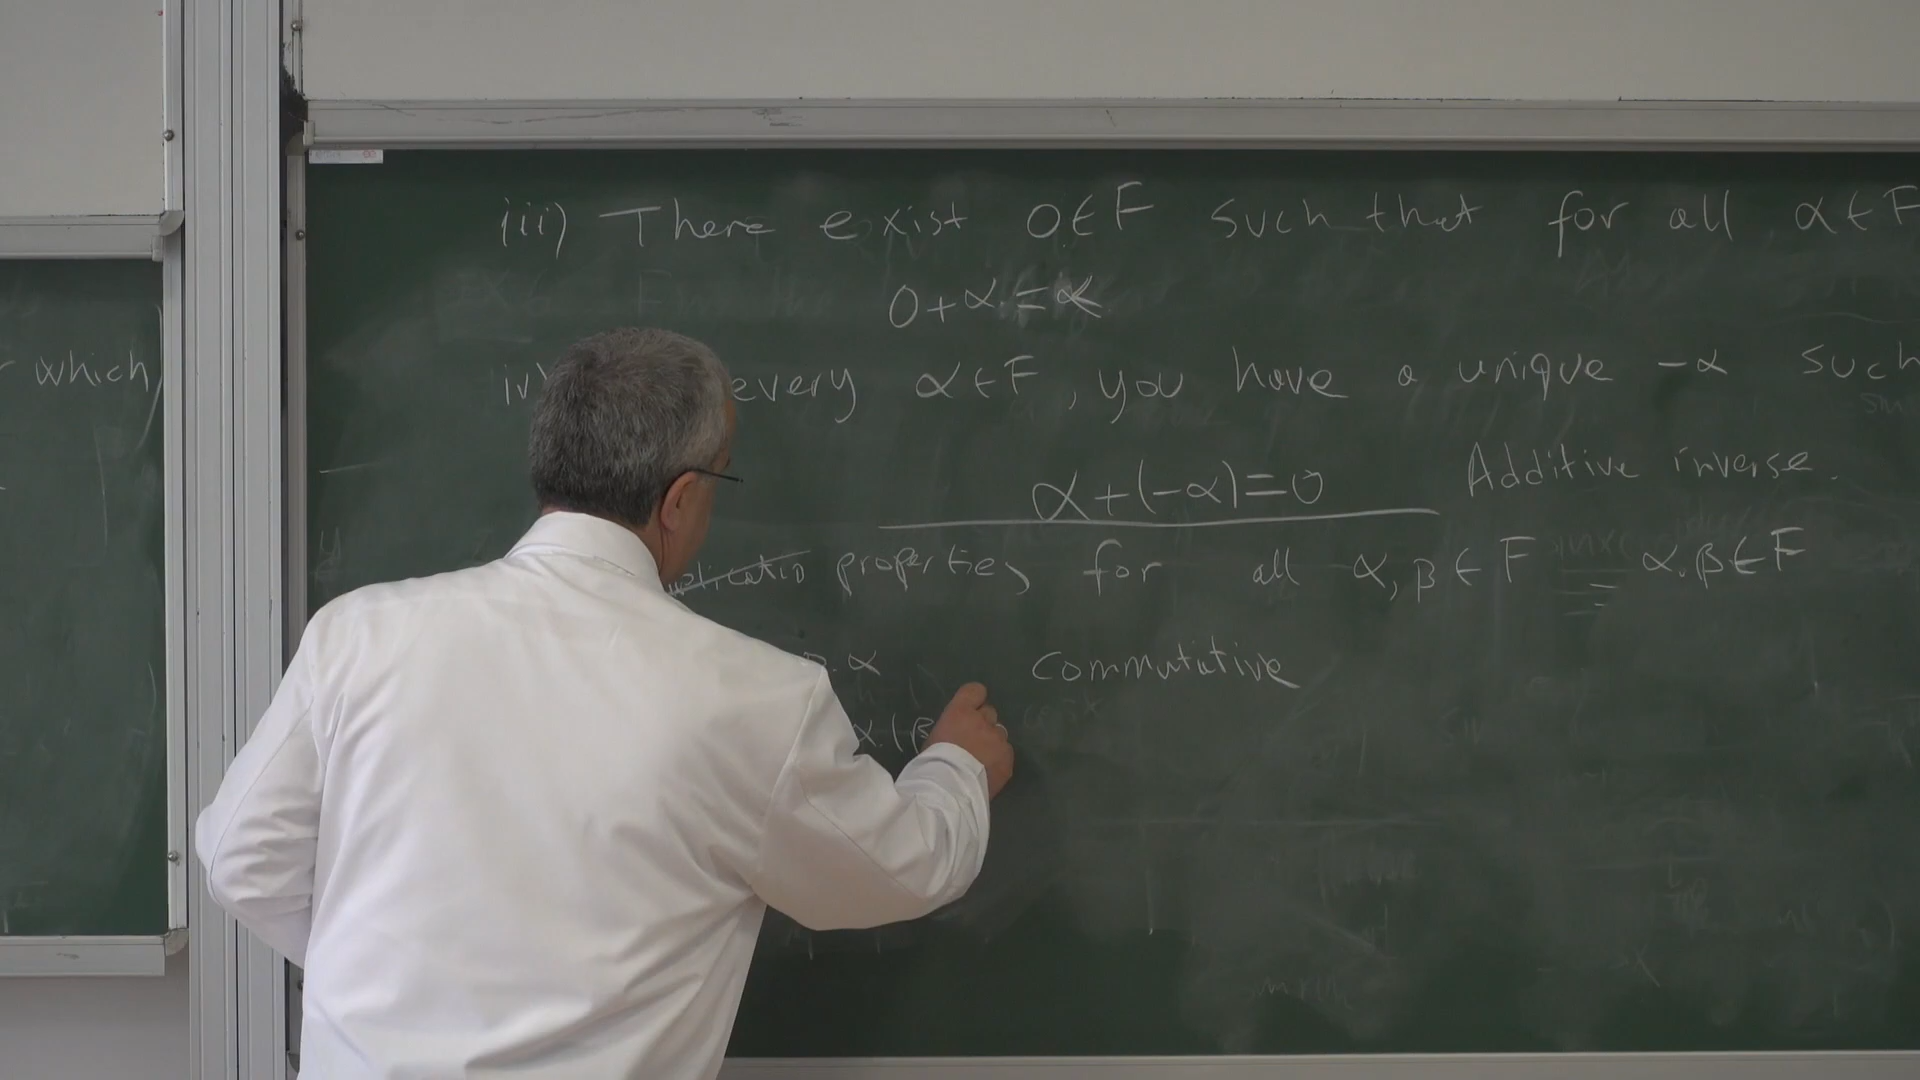 iii) There exist 0∈F such that for all α∈F
0+α=α
which
iv) every α∈F, you have a unique -α such
α+(-α)=0 Additive inverse.
properties for all α,β∈F α.β∈F
.α commutative
α.(β